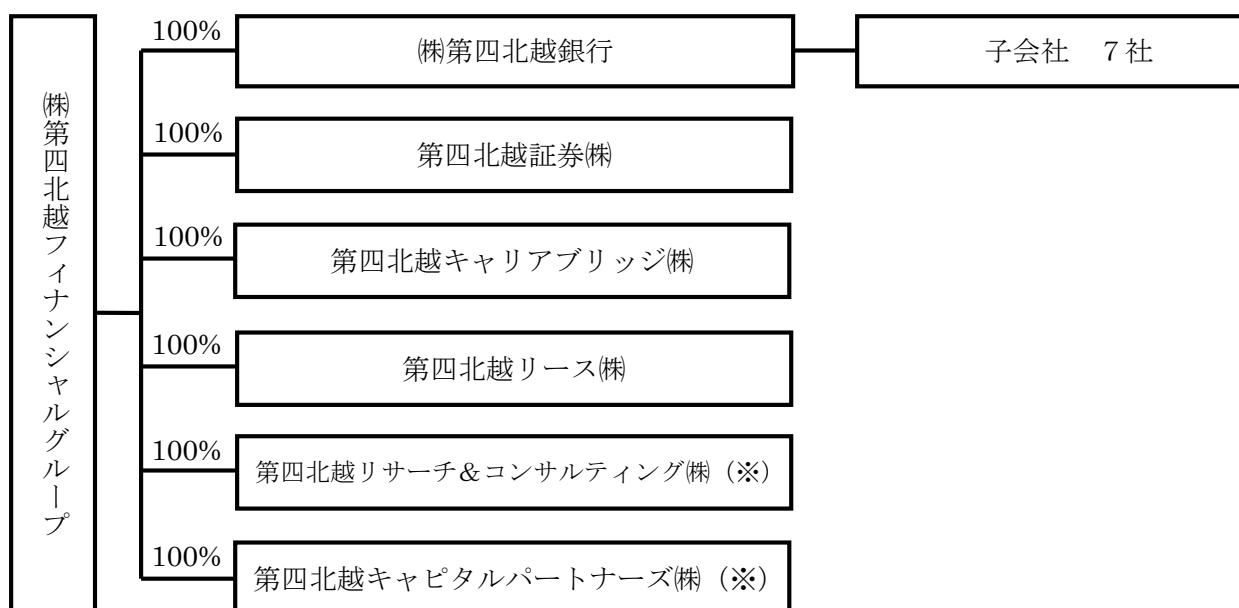 ㈱第四北越フィナンシャルグループ
100%
㈱第四北越銀行
子会社　７社
100%
第四北越証券㈱
100%
第四北越キャリアブリッジ㈱
100%
第四北越リース㈱
100%
第四北越リサーチ＆コンサルティング㈱（※）
100%
第四北越キャピタルパートナーズ㈱（※）